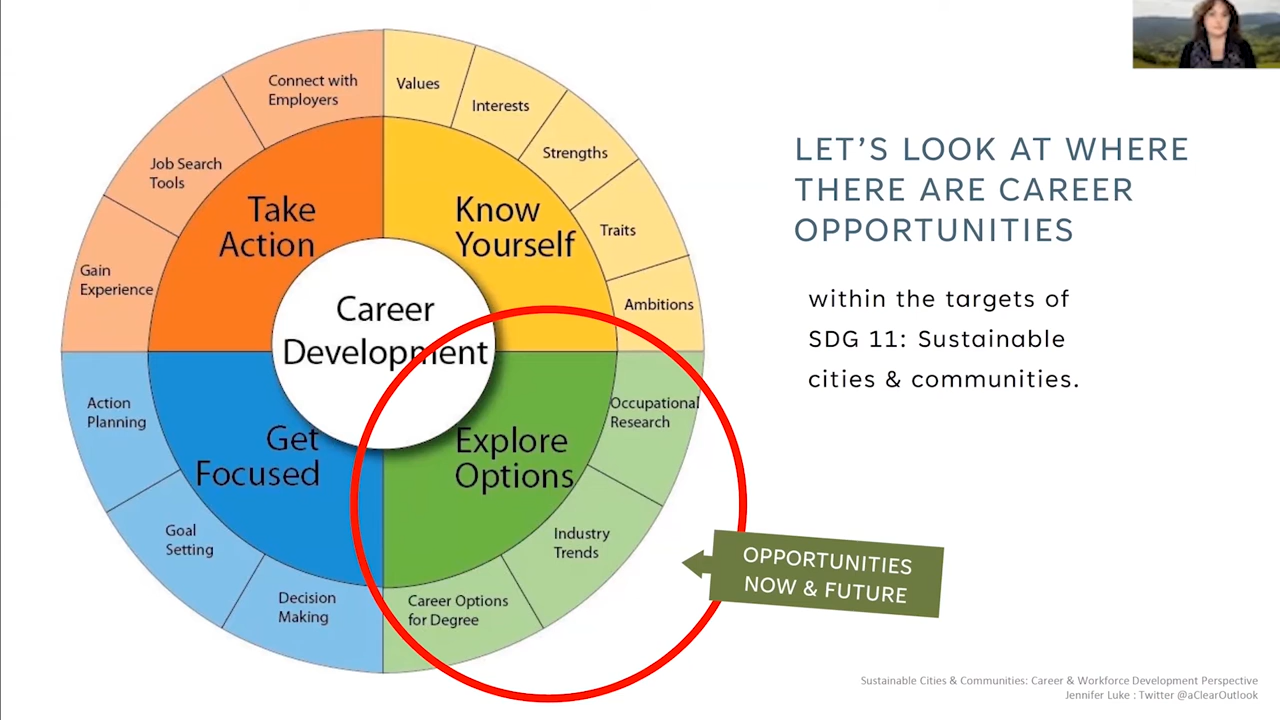 Connect with
Employers
Values
Interests
Job Search
Tools
Strengths
Take
Action
Know
Yourself
Traits
Gain
Experience
Ambitions
Career
Development
Action
Planning
Occupational
Research
Get
Focused
Explore
Options
Goal
Setting
Industry
Trends
Decision
Making
Career Options
for Degree
LET’S LOOK AT WHERE
THERE ARE CAREER
OPPORTUNITIES
within the targets of
SDG 11: Sustainable
cities & communities.
OPPORTUNITIES
NOW & FUTURE
Sustainable Cities & Communities: Career & Workforce Development Perspective
Jennifer Luke : Twitter @aClearOutlook